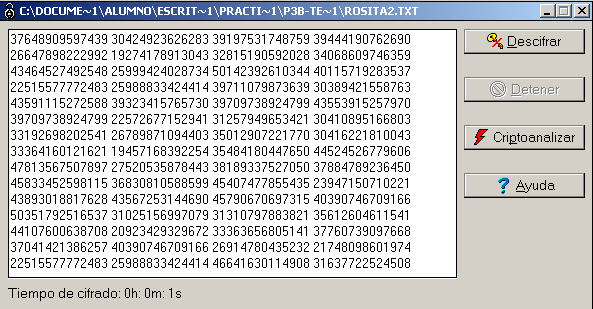 C:\DOCUME~1\ALUMNO\ESCRIT~1\PRACTI~1\P3B-TE~1\ROSITA2.TXT
37648909597439 30424923626283 39197531748759 39444190762690
26647898222992 19274178913043 32815190592028 34068609746359
43464527492548 25999424028734 50142392610344 40115719283537
22515577772483 25988833424414 39711079873639 30389421558763
43591115272588 39323415765730 39709738924799 43553915257970
39709738924799 22572677152941 31257949653421 30410895166803
33192698202541 26789871094403 35012907221770 30416221810043
33364160121621 19457168392254 35484180447650 44524526779606
47813567507897 27520535878443 38189337527050 37884789236450
45833452598115 36830810588599 45407477855435 23947150710221
43893018817628 43567253144690 45790670697315 40390746709166
50351792516537 31025156997079 31310797883821 35612604611541
44107600638708 20923429329672 33363656805141 37760739097668
37041421386257 40390746709166 26914780435232 21748098601974
22515577772483 25988833424414 46641630114908 31637722524508
Descifrar
Detener
Criptoanalizar
Ayuda
Tiempo de cifrado: 0h: 0m: 1s